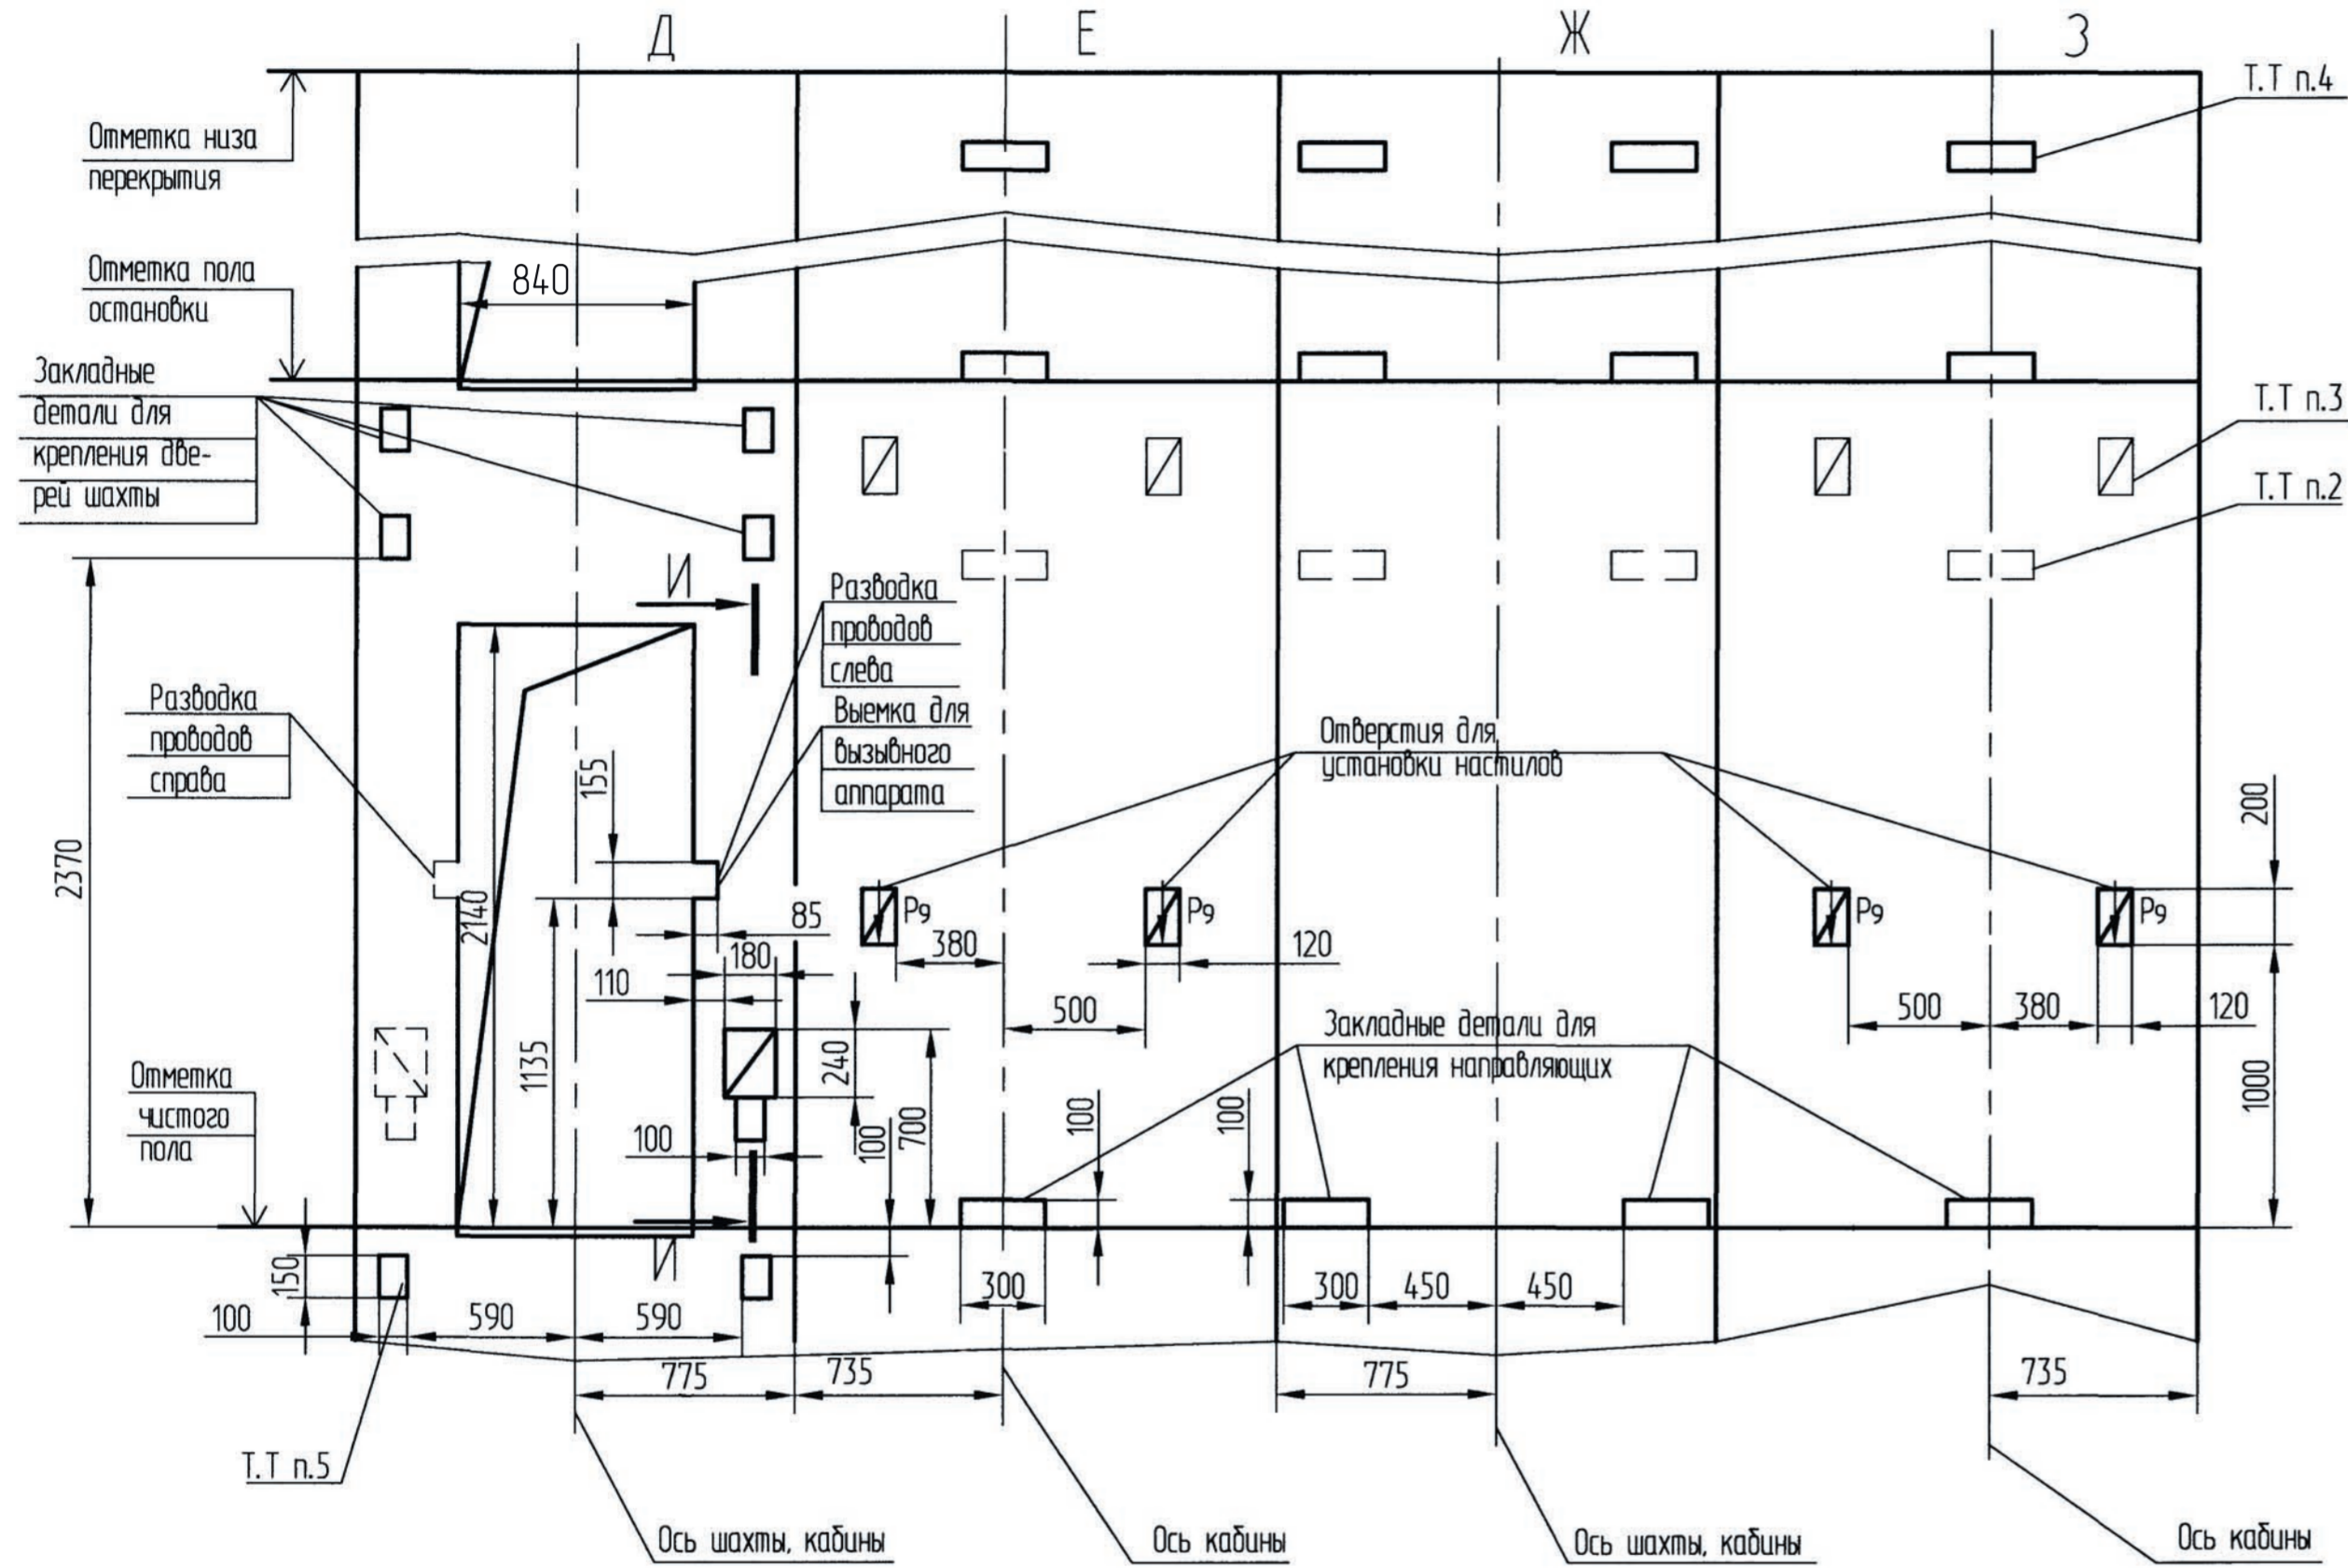 Д
Е
Ж
З
Т.Т п.4
Отметка низа
перекрытия
Отметка пола
остановки
840
Закладные
детали для
крепления две-
рей шахты
Т.Т п.3
Т.Т п.2
И
Разводка
проводов
слева
Выемка для
вызывного
аппарата
Разводка
проводов
справа
Отверстия для
установки настилов
155
200
2370
2140
85
Р9
Р9
Р9
Р9
380
120
180
110
500
500
380
120
240
1135
Закладные детали для
крепления направляющих
Отметка
чистого
пола
100
100
700
100
100
1000
И
150
100
590
590
300
300
450
450
775
735
775
735
Т.Т п.5
Ось шахты, кабины
Ось кабины
Ось шахты, кабины
Ось кабины